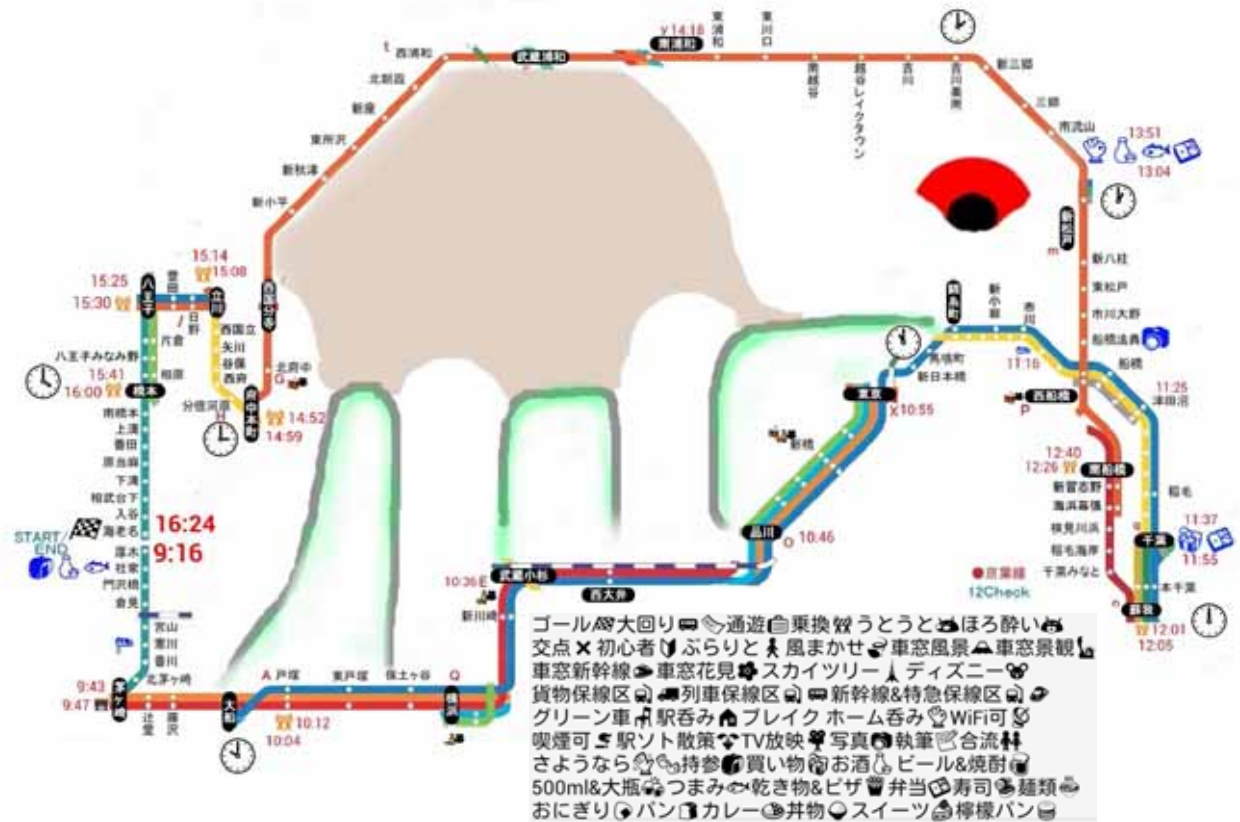 t
西浦和
武蔵浦和
y 14:18
南浦和
東浦和
東川口
南越谷
越谷レイクタウン
吉川
吉川美南
新三郷
三郷
南流山
13:51
13:04
北朝霞
新座
東所沢
新秋津
新小平
新松戸
m
新八柱
東松戸
市川大野
船橋法典
15.14
15:08
15:25
15:30
八王子
豊田
日野
立川
西国分寺
西国立
矢川
谷保
西府
片倉
八王子みなみ野
相原
15:41
16:00
橋本
北府中
G
分倍河原
H
府中本町
14:52
14:59
南橋本
上溝
番田
原当麻
下溝
相武台下
入谷
海老名
16:24
START/
END
9:16
厚木
社家
門沢橋
倉見
宮山
寒川
香川
北茅ヶ崎
9:43
9:47
茅ヶ崎
辻堂
藤沢
大船
A 戸塚
10:12
10:04
東戸塚
保土ヶ谷
Q
横浜
新川崎
10:36 E
武蔵小杉
西大井
品川
O 10:46
新橋
東京
X 10:55
新日本橋
馬喰町
錦糸町
新小岩
市川
11:16
船橋
11:25
津田沼
西船橋
P
12:40
12:26
南船橋
新習志野
海浜幕張
検見川浜
稲毛海岸
千葉みなと
稲毛
11:37
千葉
11:55
本千葉
蘇我
12:01
12:05
●京葉線
12Check
ゴール 大回り 通遊 乗換 うとうと ほろ酔い
交点 初心者 ぶらりと 風まかせ 車窓風景 車窓景観
車窓新幹線 車窓花見 スカイツリー ディズニー
貨物保線区 列車保線区 新幹線&特急保線区
グリーン車 駅呑み ブレイク ホーム呑み WiFi可
喫煙可 駅ソト散策 TV放映 写真 執筆 合流
さようなら 持参 買い物 お酒 ビール&焼酎
500ml&大瓶 つまみ 乾き物&ピザ 弁当 寿司 麺類
おにぎり パン カレー 丼物 スイーツ 檸檬パン